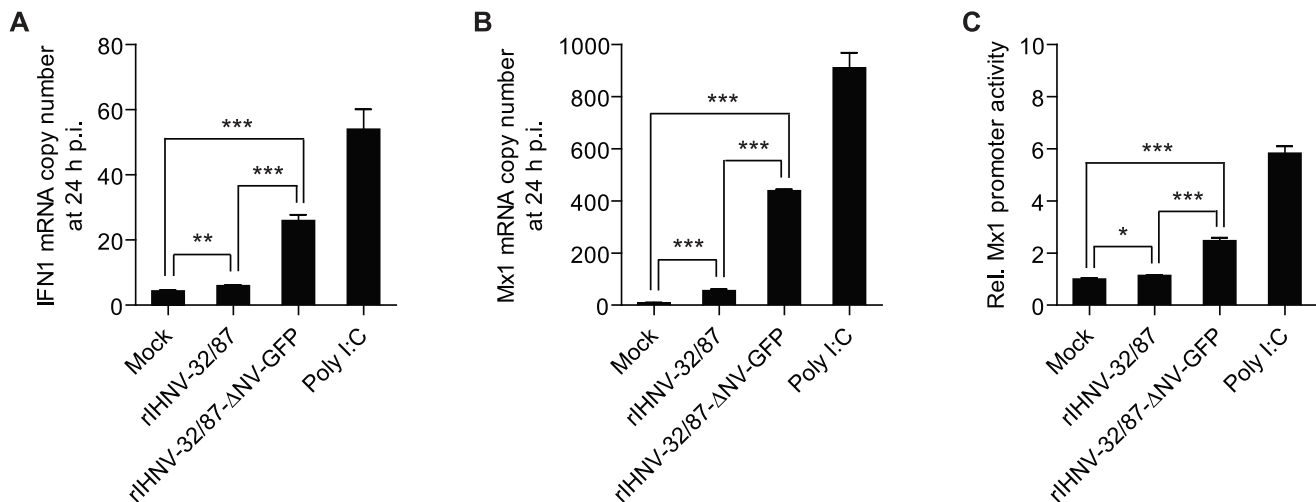 A
IFN1 mRNA copy number
at 24 h p.i.
80
60
40
20
0
***
***
**
Mock
rIHNV-32/87
rIHNV-32/87-ΔNV-GFP
Poly I:C
B
Mx1 mRNA copy number
at 24 h p.i.
1000
800
600
400
200
0
***
***
***
Mock
rIHNV-32/87
rIHNV-32/87-ΔNV-GFP
Poly I:C
C
Rel. Mx1 promoter activity
10
8
6
4
2
0
***
***
*
Mock
rIHNV-32/87
rIHNV-32/87-ΔNV-GFP
Poly I:C